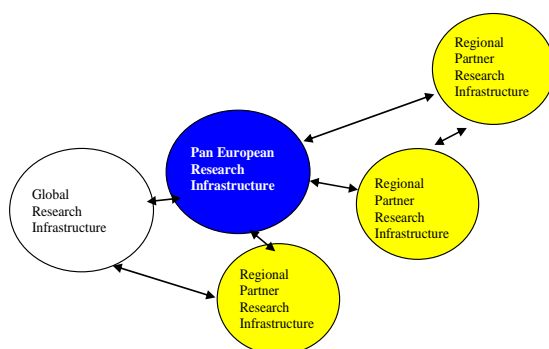 Regional
Partner
Research
Infrastructure
Pan European
Research
Infrastructure
Global
Research
Infrastructure
Regional
Partner
Research
Infrastructure
Regional
Partner
Research
Infrastructure